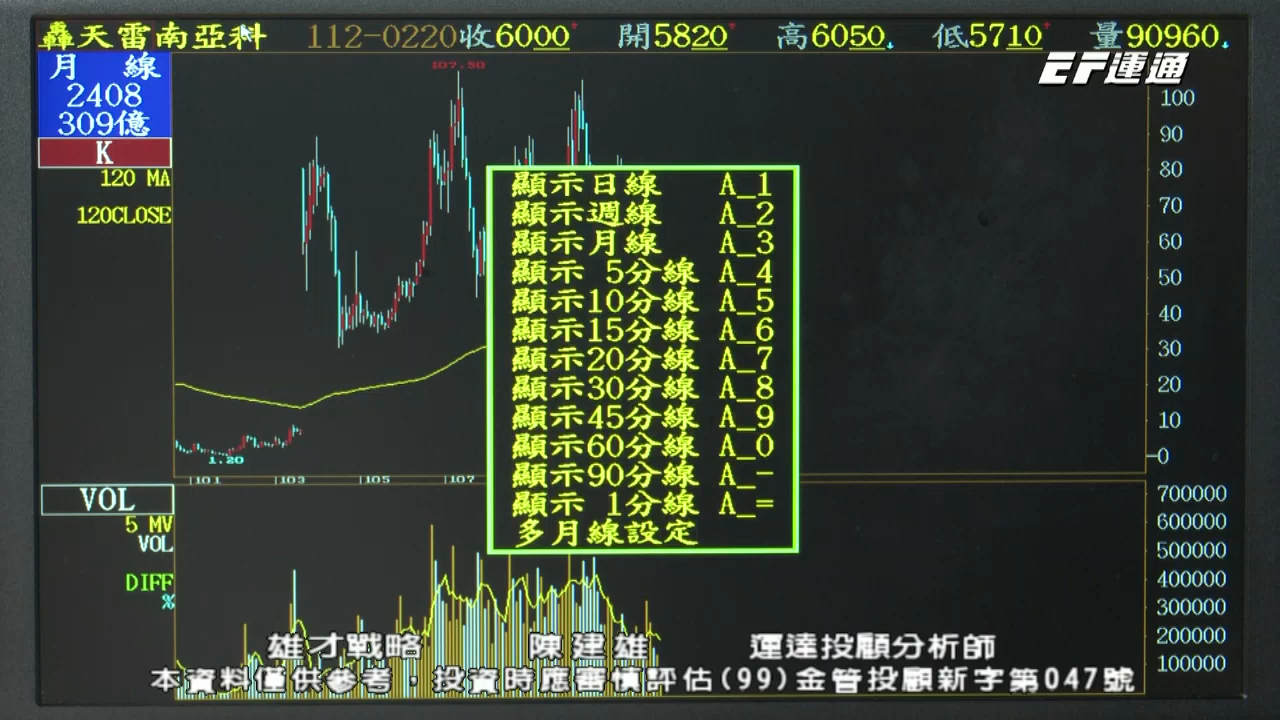 轟天雷南亞科 112-0220收6000 開5820 高6050 低5710 量90960
EF運通
月 線
2408
309億
K
120 MA
120CLOSE
107.50
100
90
80
70
60
50
40
30
20
10
0
1.20
101 103 105 107
顯示日線 A_1
顯示週線 A_2
顯示月線 A_3
顯示 5分線 A_4
顯示10分線 A_5
顯示15分線 A_6
顯示20分線 A_7
顯示30分線 A_8
顯示45分線 A_9
顯示60分線 A_0
顯示90分線 A_-
顯示 1分線 A_=
多月線設定
VOL
5 MV
VOL
DIFF
%
700000
600000
500000
400000
300000
200000
100000
雄才戰略 陳建雄 運達投顧分析師
本資料僅供參考，投資時應審慎評估(99)金管投顧新字第047號